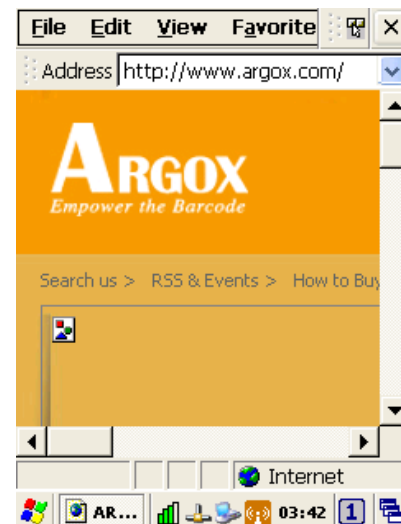 File Edit View Favorite
Address http://www.argox.com/
ARGOX
Empower the Barcode
Search us > RSS & Events > How to Buy
Internet
AR... 03:42 1